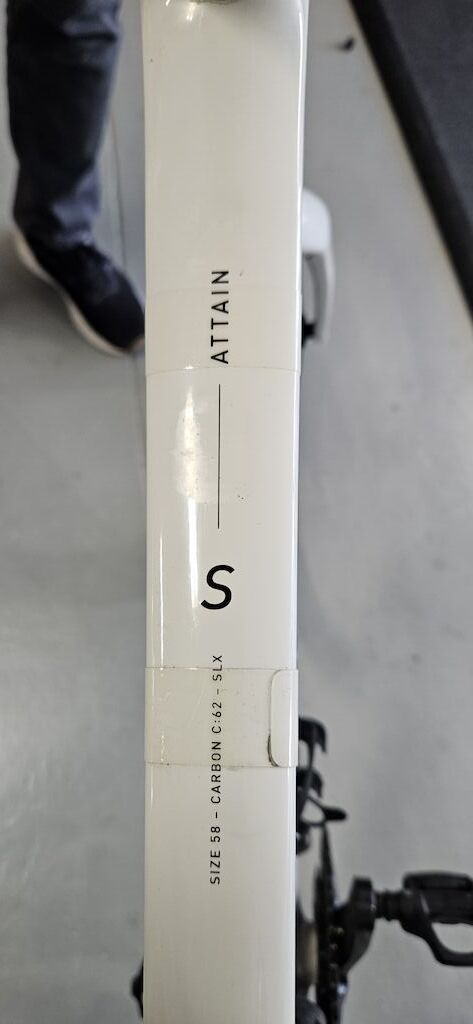 ATTAIN
S
SIZE 58 – CARBON C:62 – SLX